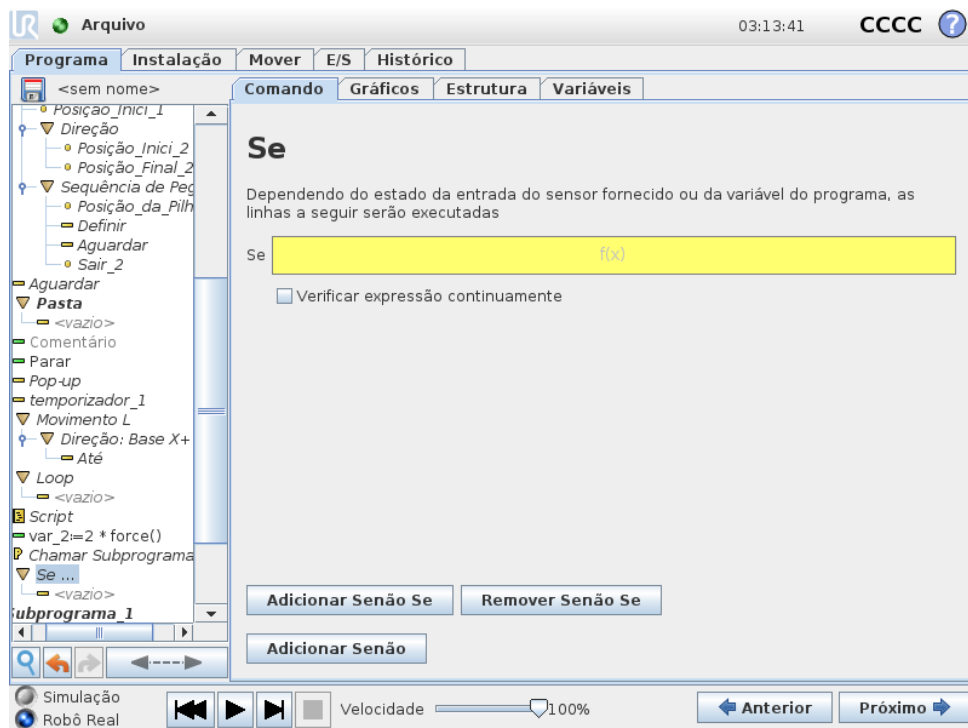 UR Arquivo 03:13:41 CCCC ?
Programa Instalação Mover E/S Histórico
<sem nome>
Comando Gráficos Estrutura Variáveis
Posição_Inici_1
Direção
Posição_Inici_2
Posição_Final_2
Sequência de Peg
Posição_da_Pilh
Definir
Aguardar
Sair_2
Aguardar
Pasta
<vazio>
Comentário
Parar
Pop-up
temporizador_1
Movimento L
Direção: Base X+
Até
Loop
<vazio>
Script
var_2:=2 * force()
Chamar Subprograma
Se ...
<vazio>
Subprograma_1
Se
Dependendo do estado da entrada do sensor fornecido ou da variável do programa, as
linhas a seguir serão executadas
Se f(x)
Verificar expressão continuamente
Adicionar Senão Se Remover Senão Se
Adicionar Senão
Simulação
Robô Real
Velocidade 100%
Anterior Próximo